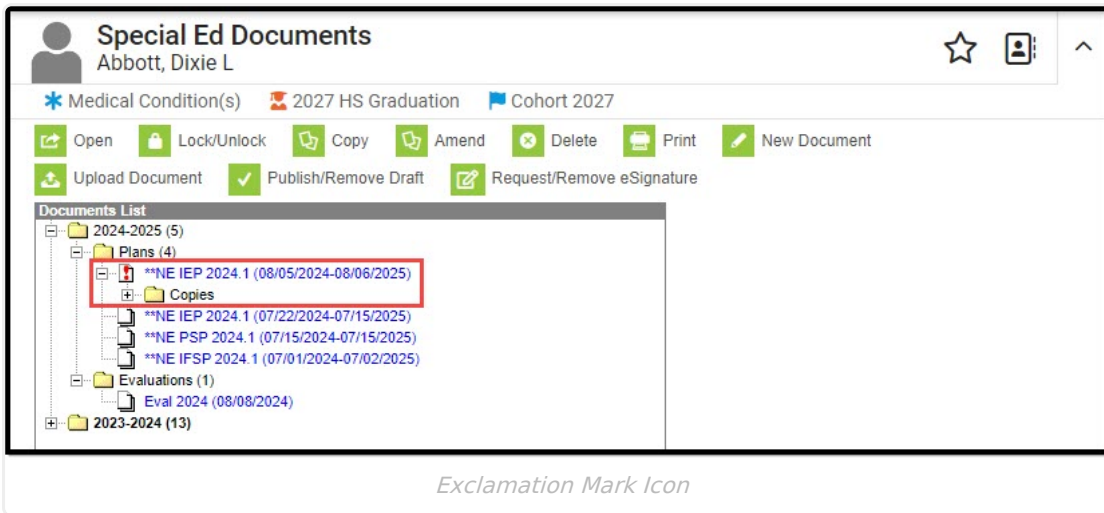 Special Ed Documents
Abbott, Dixie L
Medical Condition(s) 2027 HS Graduation Cohort 2027
Open Lock/Unlock Copy Amend Delete Print New Document
Upload Document Publish/Remove Draft Request/Remove eSignature
Documents List
2024-2025 (5)
Plans (4)
**NE IEP 2024.1 (08/05/2024-08/06/2025)
Copies
**NE IEP 2024.1 (07/22/2024-07/15/2025)
**NE PSP 2024.1 (07/15/2024-07/15/2025)
**NE IFSP 2024.1 (07/01/2024-07/02/2025)
Evaluations (1)
Eval 2024 (08/08/2024)
2023-2024 (13)
Exclamation Mark Icon